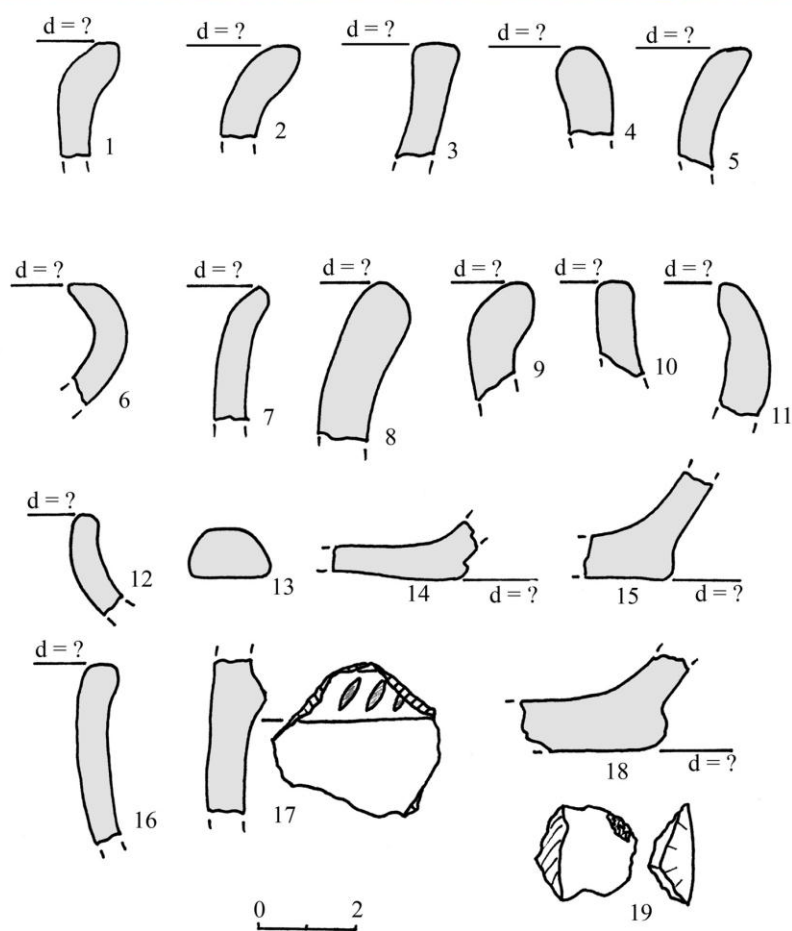 d = ? d = ? d = ? d = ? d = ?
1 2 3 4 5
d = ? d = ? d = ? d = ? d = ? d = ?
6 7 8 9 10 11
d = ?
12 13 14 d = ? 15 d = ?
d = ?
16 17 18 d = ?
19
0 2